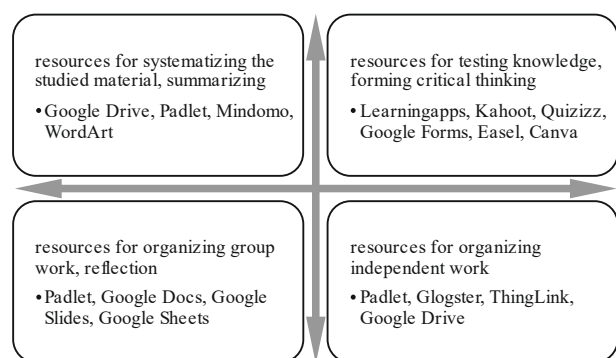 resources for systematizing the
studied material, summarizing
•Google Drive, Padlet, Mindomo,
WordArt
resources for testing knowledge,
forming critical thinking
•Learningapps, Kahoot, Quizizz,
Google Forms, Easel, Canva
resources for organizing group
work, reflection
•Padlet, Google Docs, Google
Slides, Google Sheets
resources for organizing
independent work
•Padlet, Glogster, ThingLink,
Google Drive